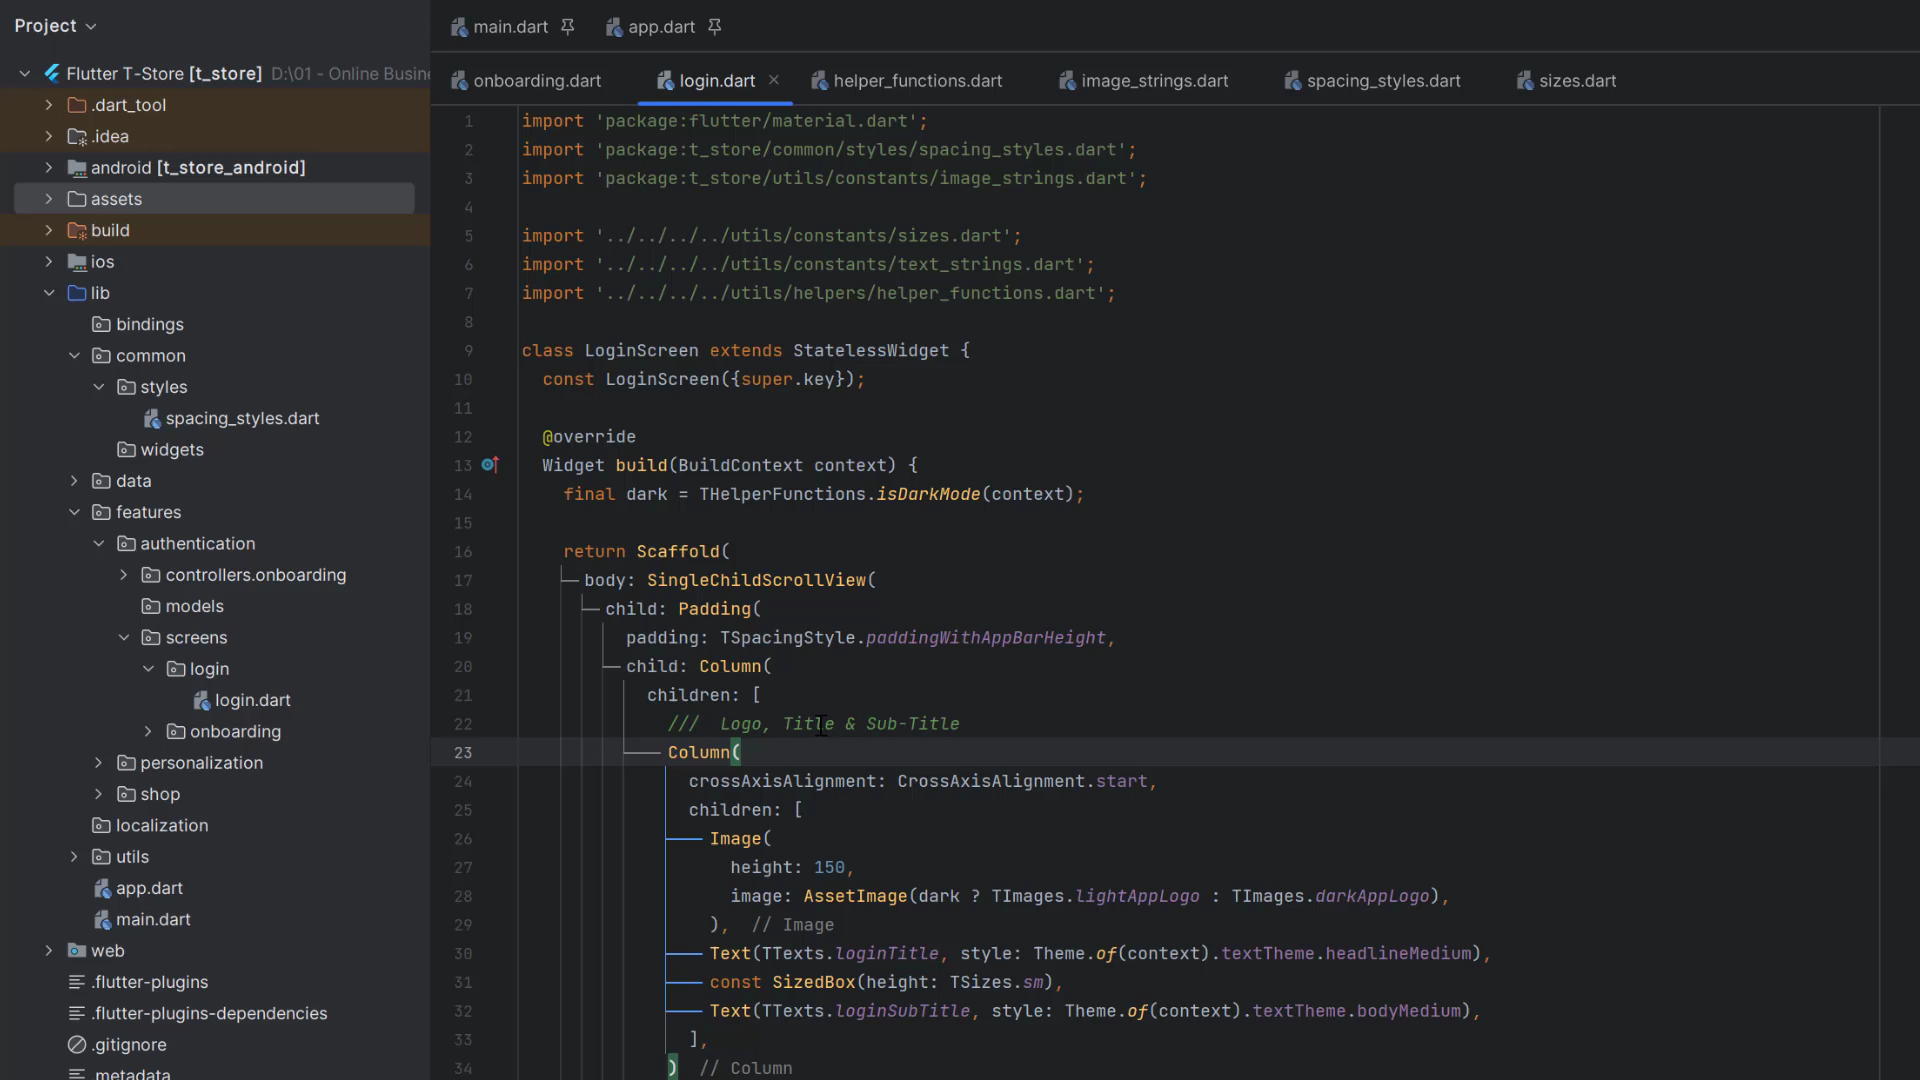 Project
main.dart
app.dart
Flutter T-Store [t_store] D:\01 - Online Busine
.dart_tool
.idea
android [t_store_android]
assets
build
ios
lib
bindings
common
styles
spacing_styles.dart
widgets
data
features
authentication
controllers.onboarding
models
screens
login
login.dart
onboarding
personalization
shop
localization
utils
app.dart
main.dart
web
.flutter-plugins
.flutter-plugins-dependencies
.gitignore
.metadata
onboarding.dart
login.dart
helper_functions.dart
image_strings.dart
spacing_styles.dart
sizes.dart
1 import 'package:flutter/material.dart';
2 import 'package:t_store/common/styles/spacing_styles.dart';
3 import 'package:t_store/utils/constants/image_strings.dart';
4
5 import '../../../../utils/constants/sizes.dart';
6 import '../../../../utils/constants/text_strings.dart';
7 import '../../../../utils/helpers/helper_functions.dart';
8
9 class LoginScreen extends StatelessWidget {
10 const LoginScreen({super.key});
11
12 @override
13 Widget build(BuildContext context) {
14 final dark = THelperFunctions.isDarkMode(context);
15
16 return Scaffold(
17 body: SingleChildScrollView(
18 child: Padding(
19 padding: TSpacingStyle.paddingWithAppBarHeight,
20 child: Column(
21 children: [
22 /// Logo, Title & Sub-Title
23 Column(
24 crossAxisAlignment: CrossAxisAlignment.start,
25 children: [
26 Image(
27 height: 150,
28 image: AssetImage(dark ? TImages.lightAppLogo : TImages.darkAppLogo),
29 ), // Image
30 Text(TTexts.loginTitle, style: Theme.of(context).textTheme.headlineMedium),
31 const SizedBox(height: TSizes.sm),
32 Text(TTexts.loginSubTitle, style: Theme.of(context).textTheme.bodyMedium),
33 ],
34 ) // Column